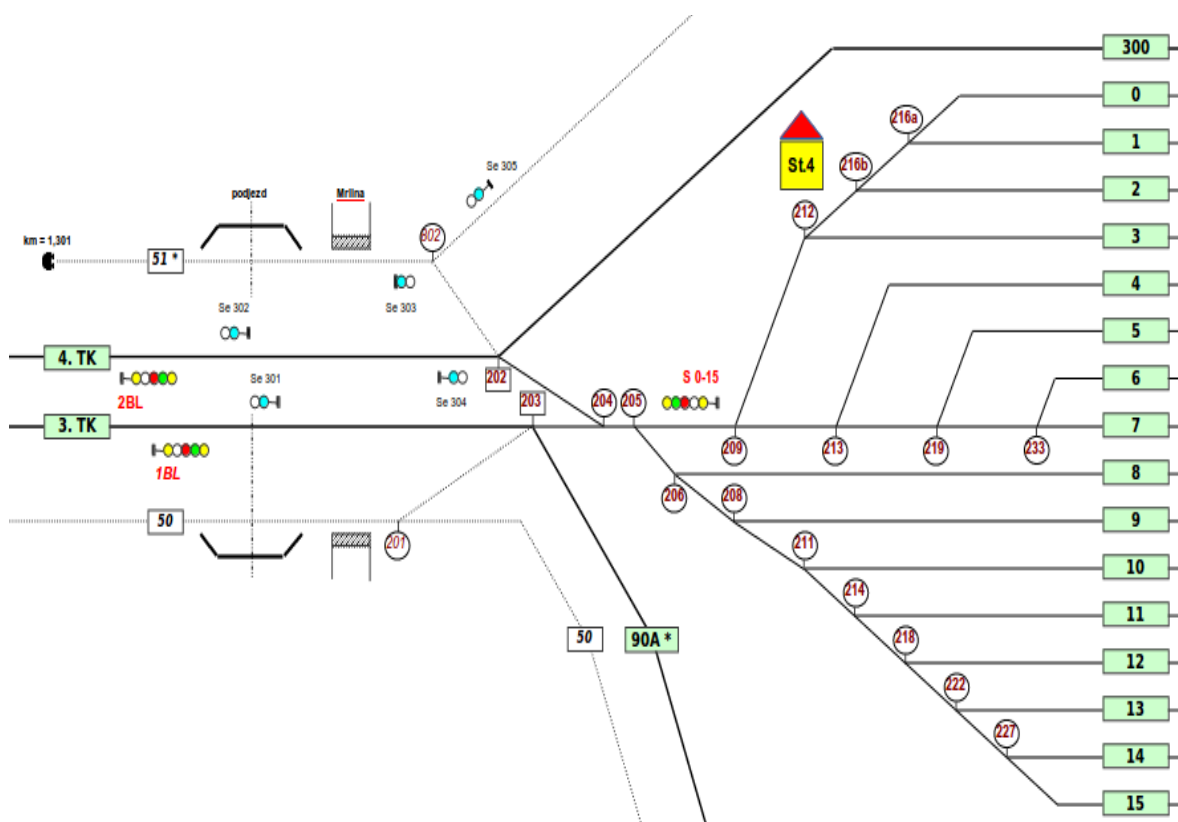 300
0
216a
1
St.4
216b
Se 305
2
podjezd
Mrlina
212
302
3
km = 1,301
51 *
Se 303
4
Se 302
5
4. TK
202
Se 301
Se 304
S 0-15
6
2BL
203
204
205
3. TK
7
1BL
209
213
219
233
8
206
208
50
9
201
211
10
214
11
50
90A *
218
12
222
13
227
14
15